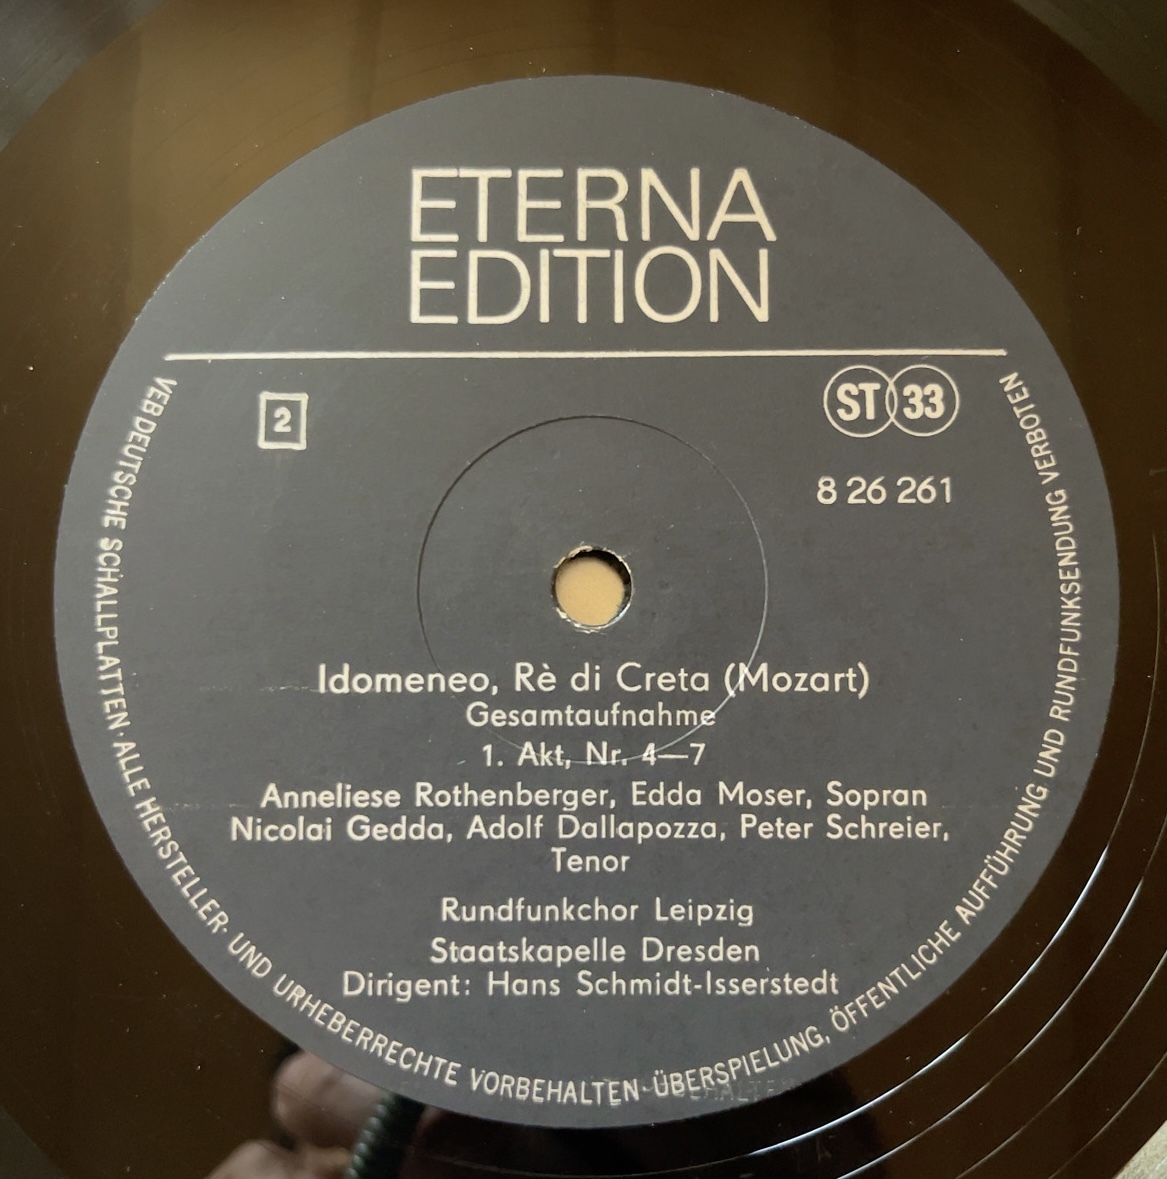 ETERNA
EDITION
2
ST 33
8 26 261
Idomeneo, Rè di Creta (Mozart)
Gesamtaufnahme
1. Akt, Nr. 4—7
Anneliese Rothenberger, Edda Moser, Sopran
Nicolai Gedda, Adolf Dallapozza, Peter Schreier,
Tenor
Rundfunkchor Leipzig
Staatskapelle Dresden
Dirigent: Hans Schmidt-Isserstedt
VEB DEUTSCHE SCHALLPLATTEN · ALLE HERSTELLER- UND URHEBERRECHTE VORBEHALTEN · ÜBERSPIELUNG, ÖFFENTLICHE AUFFÜHRUNG UND RUNDFUNKSENDUNG VERBOTEN